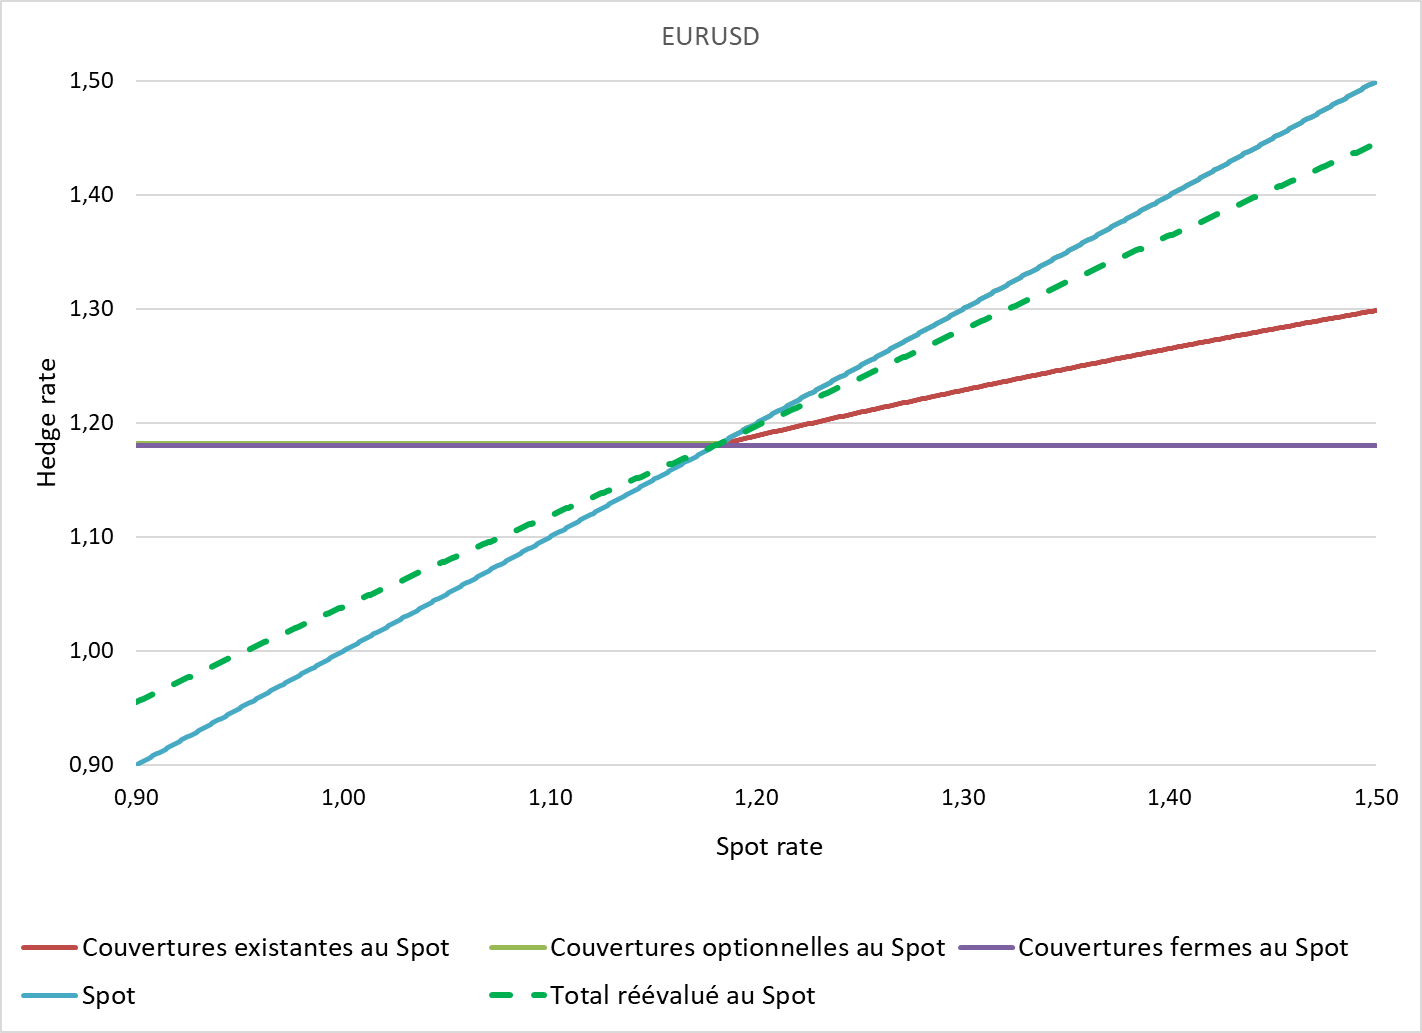 EURUSD
1,50
1,40
1,30
1,20
1,10
1,00
0,90
Hedge rate
0,90 1,00 1,10 1,20 1,30 1,40 1,50
Spot rate
Couvertures existantes au Spot Couvertures optionnelles au Spot Couvertures fermes au Spot
Spot Total réévalué au Spot